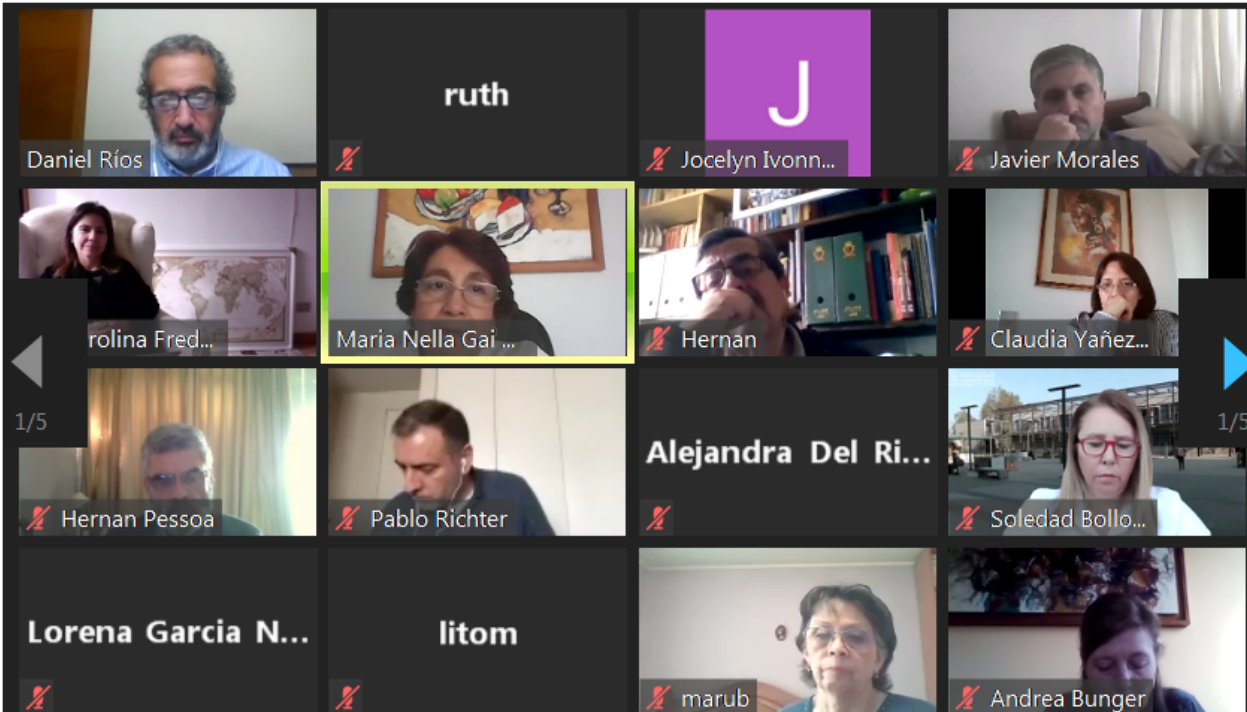 Daniel Ríos
ruth
J
Jocelyn Ivonn...
Javier Morales
rolina Fred...
Maria Nella Gai ...
Hernan
Claudia Yañez...
1/5
1/5
Hernan Pessoa
Pablo Richter
Alejandra Del Ri...
Soledad Bollo...
Lorena Garcia N...
litom
marub
Andrea Bunger